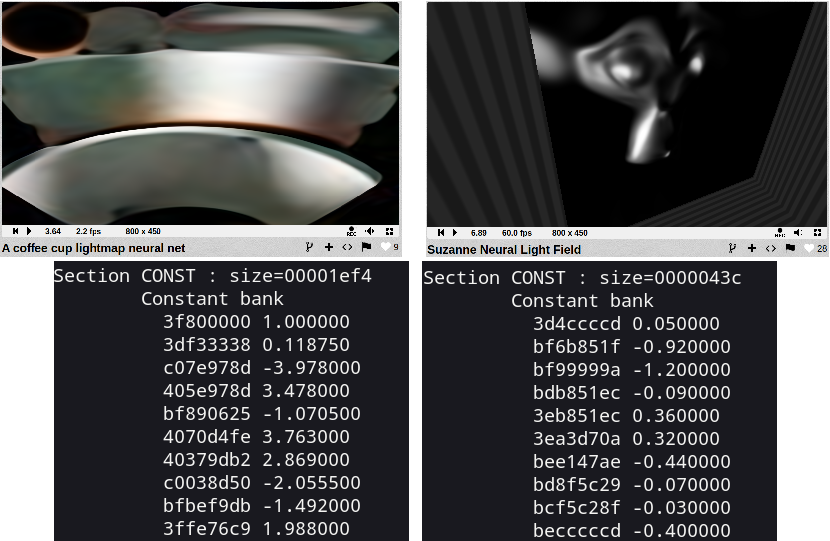 3.64 2.2 fps 800 x 450 REC
A coffee cup lightmap neural net 9
6.89 60.0 fps 800 x 450 REC
Suzanne Neural Light Field 28
Section CONST : size=00001ef4
Constant bank
3f800000 1.000000
3df33338 0.118750
c07e978d -3.978000
405e978d 3.478000
bf890625 -1.070500
4070d4fe 3.763000
40379db2 2.869000
c0038d50 -2.055500
bfbef9db -1.492000
3ffe76c9 1.988000
Section CONST : size=0000043c
Constant bank
3d4ccccd 0.050000
bf6b851f -0.920000
bf99999a -1.200000
bdb851ec -0.090000
3eb851ec 0.360000
3ea3d70a 0.320000
bee147ae -0.440000
bd8f5c29 -0.070000
bcf5c28f -0.030000
becccccd -0.400000